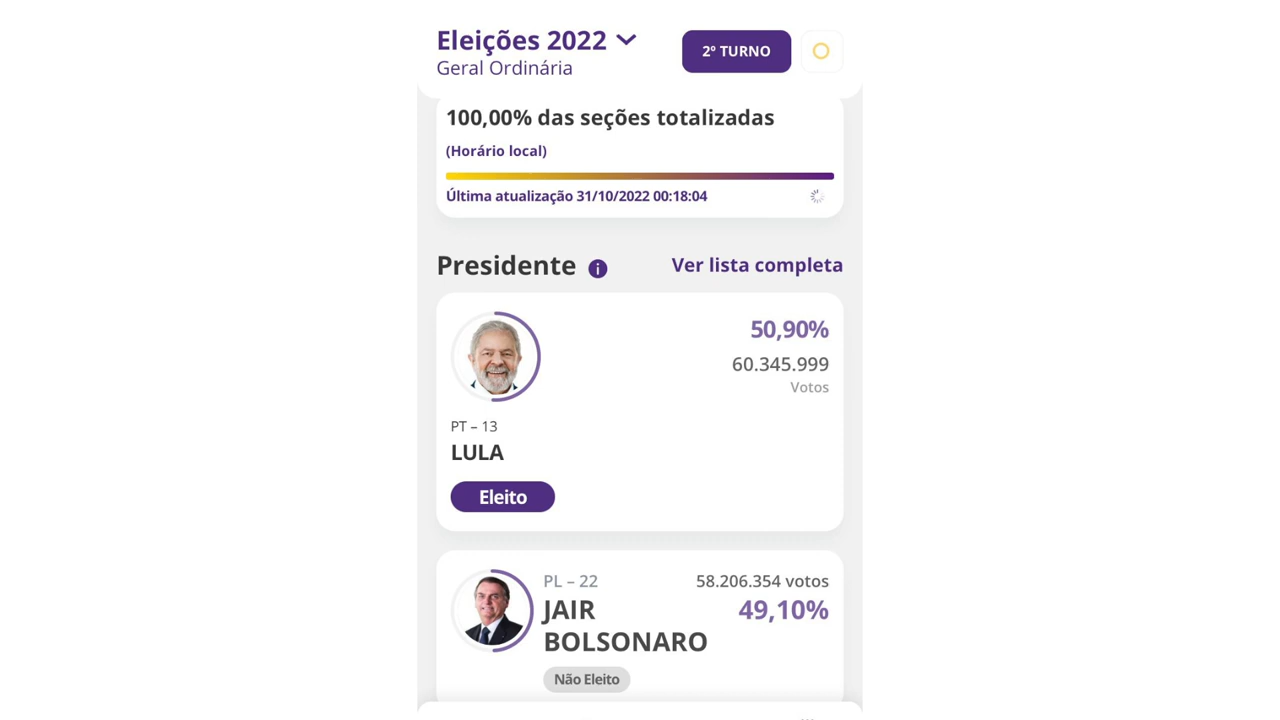 Eleições 2022
Geral Ordinária
2º TURNO
100,00% das seções totalizadas
(Horário local)
Última atualização 31/10/2022 00:18:04
Presidente
Ver lista completa
50,90%
60.345.999
Votos
PT – 13
LULA
Eleito
PL – 22
58.206.354 votos
JAIR
49,10%
BOLSONARO
Não Eleito